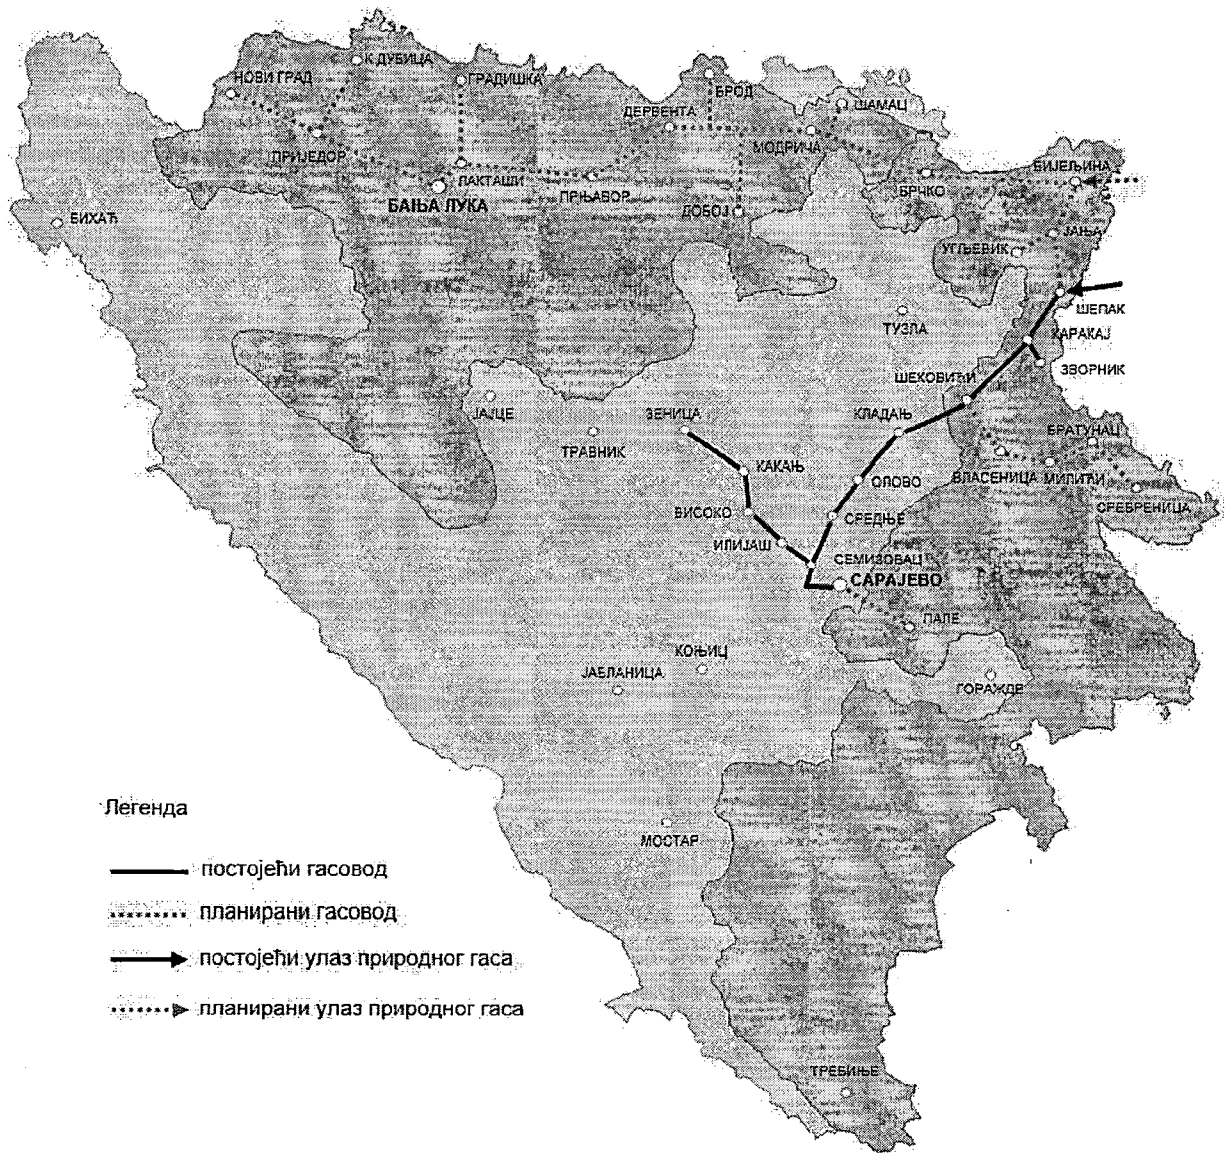 К.ДУБИЦА
НОВИ ГРАД
ГРАДИШКА
БРОД
ШАМАЦ
ДЕРВЕНТА
МОДРИЧА
ПРИЈЕДОР
БИЈЕЉИНА
ЛАКТАШИ
БРЧКО
ПРЊАВОР
БАЊА ЛУКА
ДОБОЈ
БИХАЋ
ЈАЊА
УГЉЕВИК
ШЕПАК
ТУЗЛА
КАРАКАЈ
ЗВОРНИК
ШЕКОВИЋИ
ЈАЈЦЕ
ЗЕНИЦА
КЛАДАЊ
БРАТУНАЦ
ТРАВНИК
КАКАЊ
ВЛАСЕНИЦА
МИЛИЋИ
ОЛОВО
СРЕБРЕНИЦА
ВИСОКО
СРЕДЊЕ
ИЛИЈАШ
СЕМИЗОВАЦ
САРАЈЕВО
ПАЛЕ
КОЊИЦ
ЈАБЛАНИЦА
ГОРАЖДЕ
МОСТАР
ТРЕБИЊЕ
Легенда
постојећи гасовод
планирани гасовод
постојећи улаз природног гаса
планирани улаз природног гаса